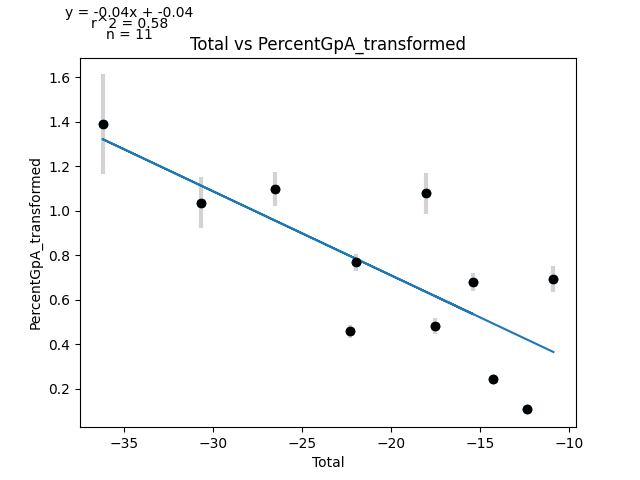 y = -0.04x + -0.04
r^2 = 0.58
n = 11
Total vs PercentGpA_transformed
PercentGpA_transformed
1.6
1.4
1.2
1.0
0.8
0.6
0.4
0.2
−35 −30 −25 −20 −15 −10
Total